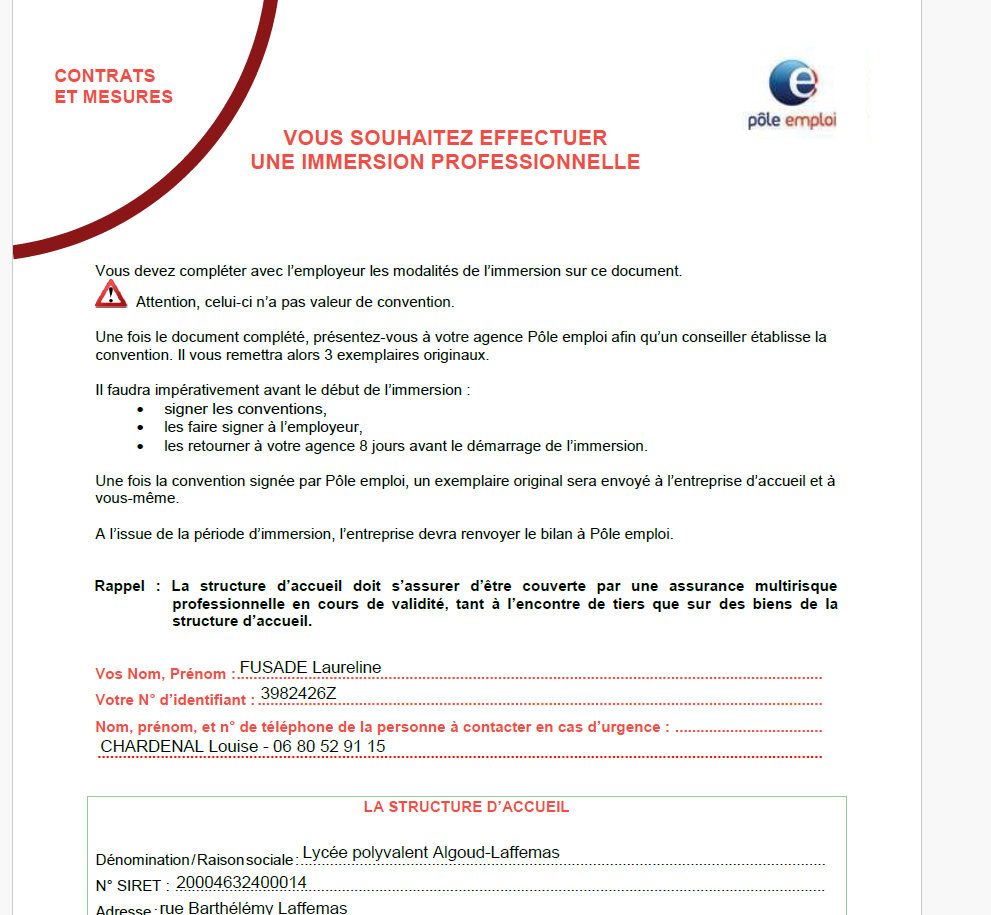 CONTRATS
ET MESURES
pôle emploi
VOUS SOUHAITEZ EFFECTUER
UNE IMMERSION PROFESSIONNELLE
Vous devez compléter avec l’employeur les modalités de l’immersion sur ce document.
Attention, celui-ci n’a pas valeur de convention.
Une fois le document complété, présentez-vous à votre agence Pôle emploi afin qu’un conseiller établisse la
convention. Il vous remettra alors 3 exemplaires originaux.
Il faudra impérativement avant le début de l’immersion :
• signer les conventions,
• les faire signer à l’employeur,
• les retourner à votre agence 8 jours avant le démarrage de l’immersion.
Une fois la convention signée par Pôle emploi, un exemplaire original sera envoyé à l’entreprise d’accueil et à
vous-même.
A l’issue de la période d’immersion, l’entreprise devra renvoyer le bilan à Pôle emploi.
Rappel : La structure d’accueil doit s’assurer d’être couverte par une assurance multirisque
professionnelle en cours de validité, tant à l’encontre de tiers que sur des biens de la
structure d’accueil.
Vos Nom, Prénom : FUSADE Laureline
Votre N° d’identifiant : 3982426Z
Nom, prénom, et n° de téléphone de la personne à contacter en cas d’urgence :
CHARDENAL Louise - 06 80 52 91 15
LA STRUCTURE D’ACCUEIL
Dénomination/Raison sociale : Lycée polyvalent Algoud-Laffemas
N° SIRET : 20004632400014
Adresse : rue Barthélémy Laffemas